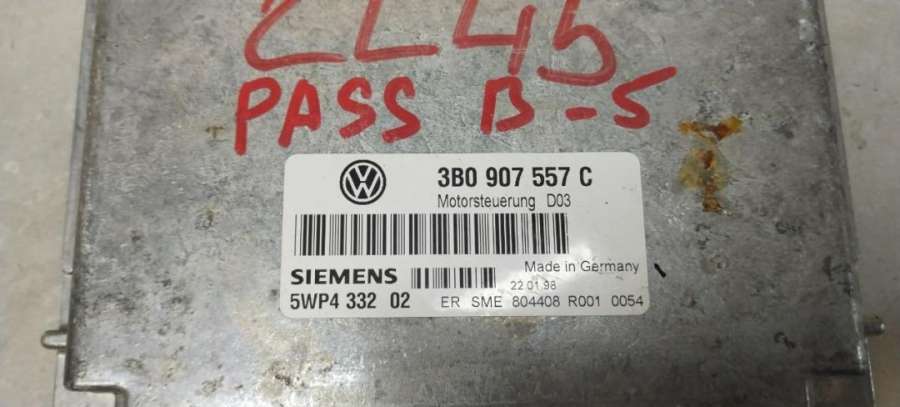 2L45
PASS B-5
3B0 907 557 C
Motorsteuerung D03
SIEMENS
Made in Germany
22.01.98
5WP4 332 02 ER SME 804408 R001 0054